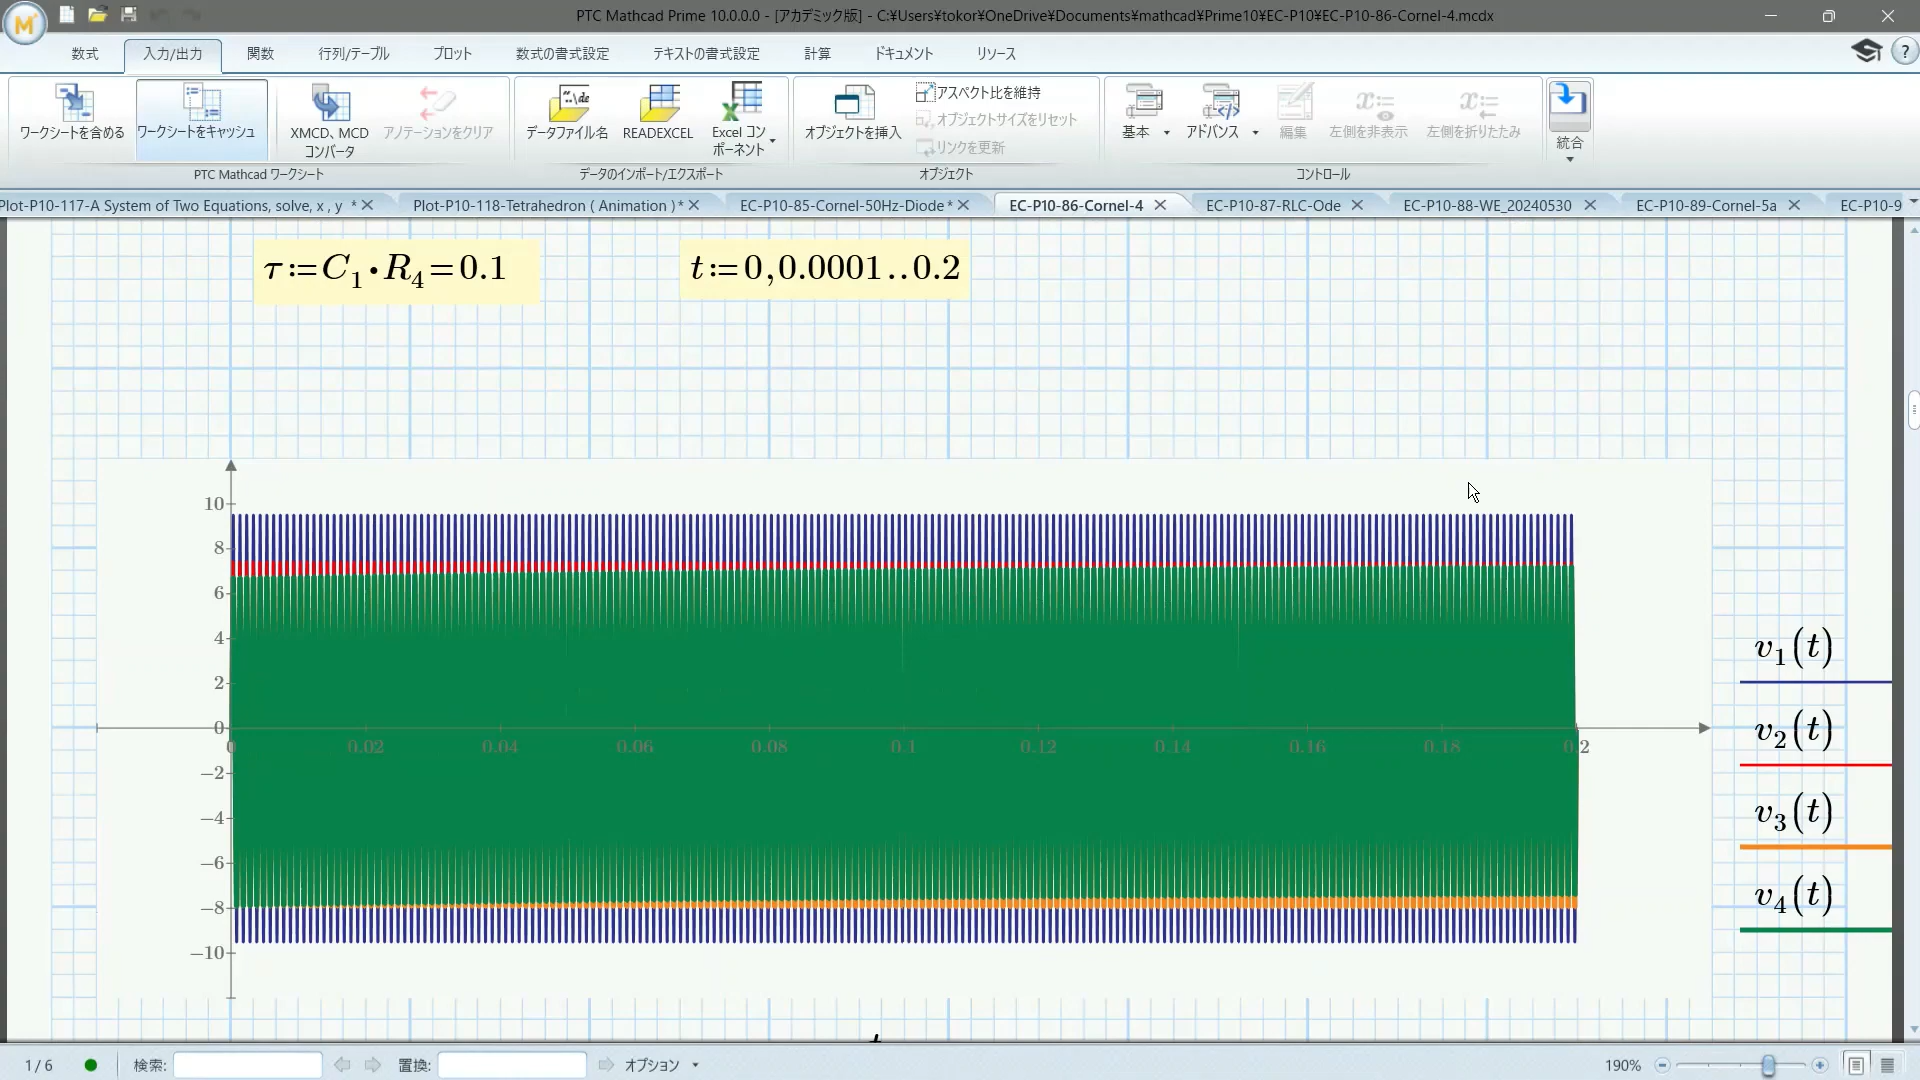 PTC Mathcad Prime 10.0.0.0 - [アカデミック版] - C:¥Users¥tokor¥OneDrive¥Documents¥mathcad¥Prime10¥EC-P10¥EC-P10-86-Cornel-4.mcdx
数式 入力/出力 関数 行列/テーブル プロット 数式の書式設定 テキストの書式設定 計算 ドキュメント リソース
ワークシートを含める ワークシートをキャッシュ XMCD、MCD コンバータ アノテーションをクリア データファイル名 READEXCEL Excel コンポーネント オブジェクトを挿入 アスペクト比を維持
オブジェクトサイズをリセット
リンクを更新
基本 アドバンス 編集 左側を非表示 左側を折りたたみ 統合
PTC Mathcad ワークシート データのインポート/エクスポート オブジェクト コントロール
Plot-P10-117-A System of Two Equations, solve, x , y * Plot-P10-118-Tetrahedron ( Animation ) * EC-P10-85-Cornel-50Hz-Diode * EC-P10-86-Cornel-4 EC-P10-87-RLC-Ode EC-P10-88-WE_20240530 EC-P10-89-Cornel-5a EC-P10-9
τ:=C1•R4=0.1 t:=0,0.0001..0.2
10
8
6
4
2
0
−2
−4
−6
−8
−10
0 0.02 0.04 0.06 0.08 0.1 0.12 0.14 0.16 0.18 0.2
v1(t)
v2(t)
v3(t)
v4(t)
t
1 / 6 検索: 置換: オプション 190%